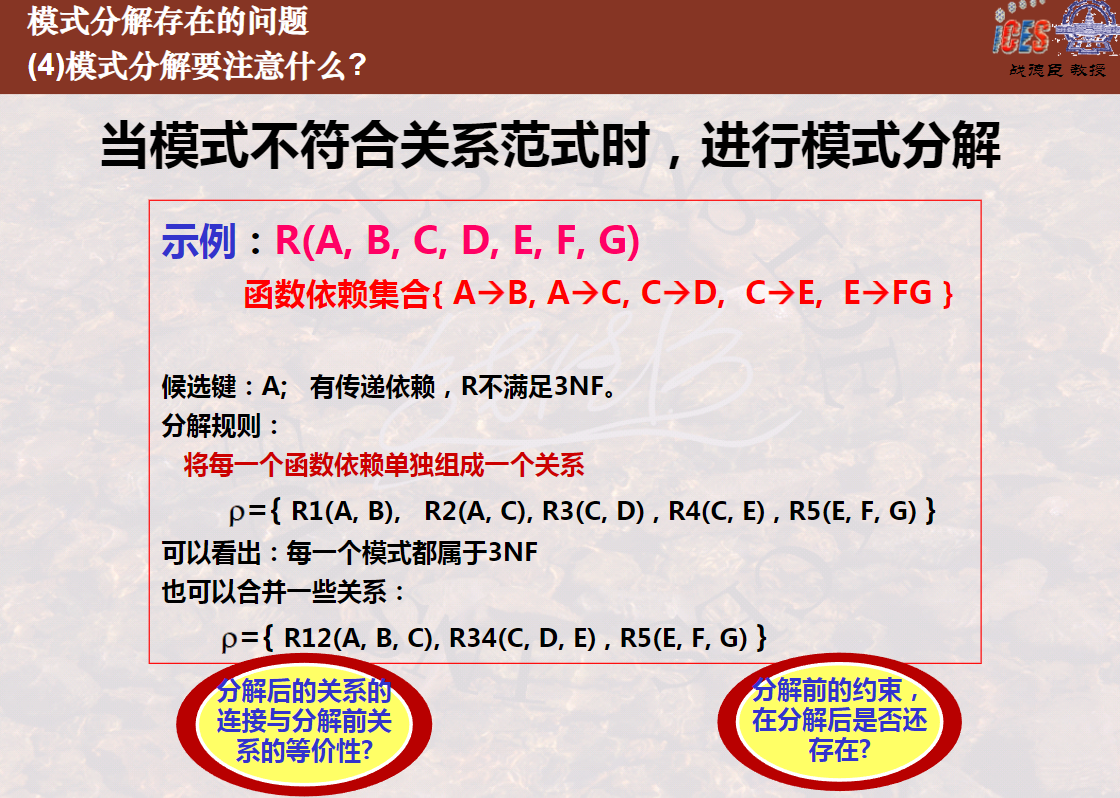 模式分解存在的问题
(4)模式分解要注意什么?
iCES
战德臣 教授
当模式不符合关系范式时，进行模式分解
示例：R(A, B, C, D, E, F, G)
函数依赖集合{ A→B, A→C, C→D, C→E, E→FG }
候选键：A; 有传递依赖，R不满足3NF。
分解规则：
将每一个函数依赖单独组成一个关系
ρ={ R1(A, B), R2(A, C), R3(C, D) , R4(C, E) , R5(E, F, G) }
可以看出：每一个模式都属于3NF
也可以合并一些关系：
ρ={ R12(A, B, C), R34(C, D, E) , R5(E, F, G) }
分解后的关系的
连接与分解前关
系的等价性?
分解前的约束，
在分解后是否还
存在?